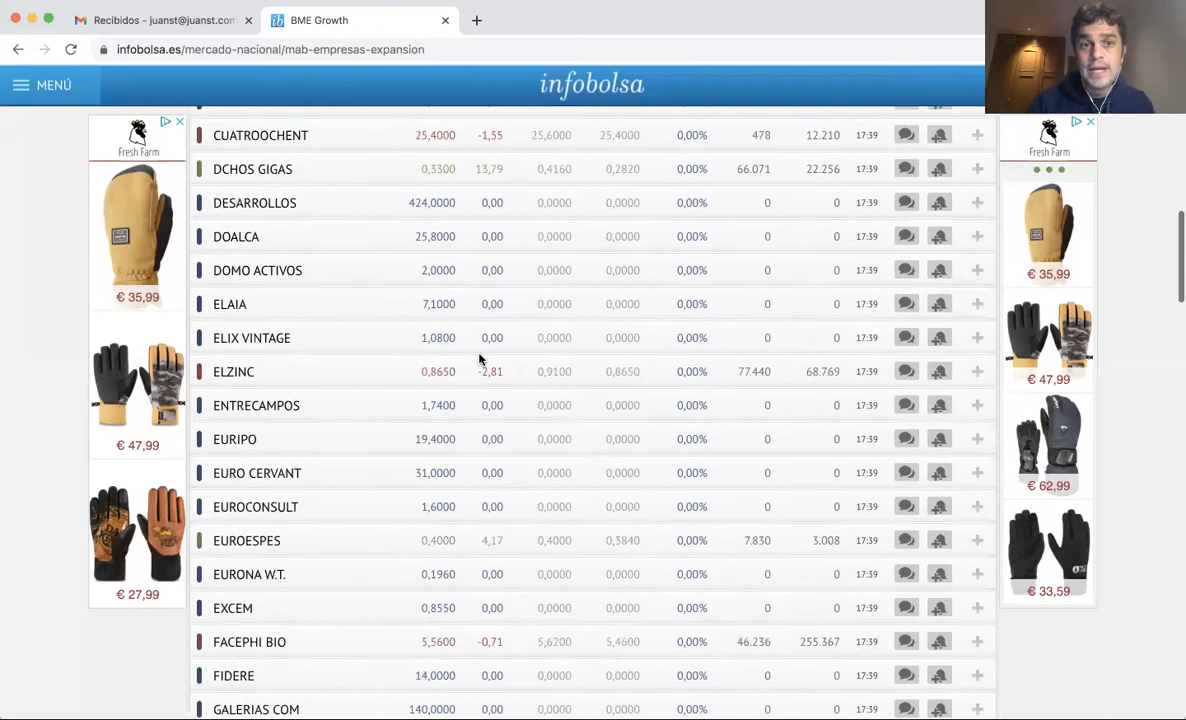 Recibidos - juanst@juanst.com
BME Growth
infobolsa.es/mercado-nacional/mab-empresas-expansion
MENÚ
infobolsa
Fresh Farm
€ 35,99
€ 47,99
€ 27,99
CUATROOCHENT 25,4000 -1,55 25,6000 25,4000 0,00% 478 12.210 17:39
DCHOS GIGAS 0,3300 13,79 0,4160 0,2820 0,00% 66.071 22.256 17:39
DESARROLLOS 424,0000 0,00 0,0000 0,0000 0,00% 0 0 17:39
DOALCA 25,8000 0,00 0,0000 0,0000 0,00% 0 0 17:39
DOMO ACTIVOS 2,0000 0,00 0,0000 0,0000 0,00% 0 0 17:39
ELAIA 7,1000 0,00 0,0000 0,0000 0,00% 0 0 17:39
ELIX VINTAGE 1,0800 0,00 0,0000 0,0000 0,00% 0 0 17:39
ELZINC 0,8650 -2,81 0,9100 0,8650 0,00% 77.440 68.769 17:39
ENTRECAMPOS 1,7400 0,00 0,0000 0,0000 0,00% 0 0 17:39
EURIPO 19,4000 0,00 0,0000 0,0000 0,00% 0 0 17:39
EURO CERVANT 31,0000 0,00 0,0000 0,0000 0,00% 0 0 17:39
EUROCONSULT 1,6000 0,00 0,0000 0,0000 0,00% 0 0 17:39
EUROESPES 0,4000 4,17 0,4000 0,3840 0,00% 7.830 3.008 17:39
EURONA W.T. 0,1960 0,00 0,0000 0,0000 0,00% 0 0 17:39
EXCEM 0,8550 0,00 0,0000 0,0000 0,00% 0 0 17:39
FACEPHI BIO 5,5600 -0,71 5,6200 5,4600 0,00% 46.236 255.367 17:39
FIDERE 14,0000 0,00 0,0000 0,0000 0,00% 0 0 17:39
GALERIAS COM 140,0000 0,00 0,0000 0,0000 0,00% 0 0 17:39
Fresh Farm
€ 35,99
€ 47,99
€ 62,99
€ 33,59